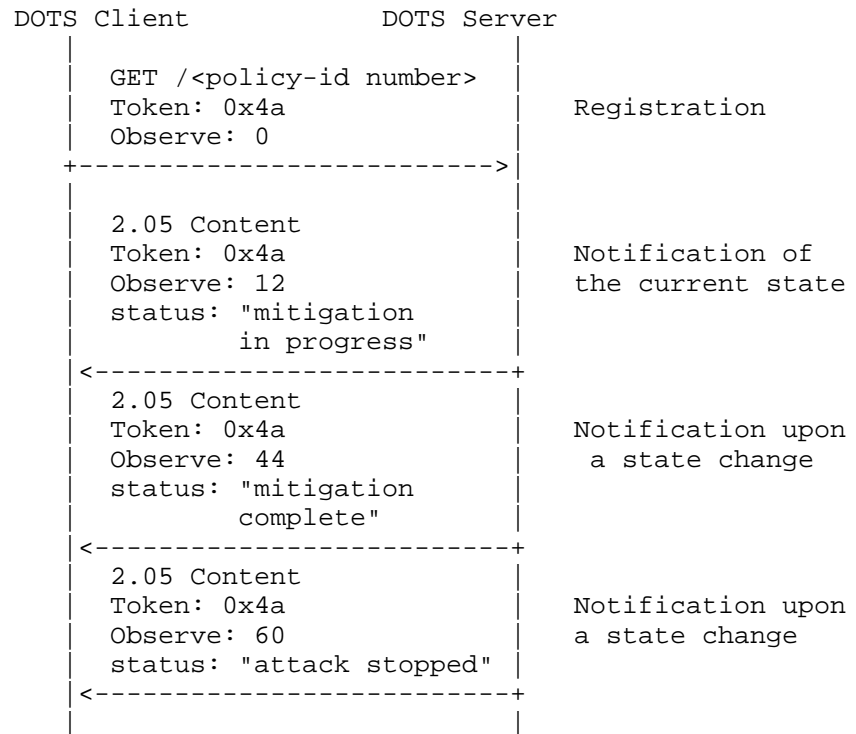 DOTS Client DOTS Server
GET /<policy-id number>
Token: 0x4a Registration
Observe: 0
2.05 Content
Token: 0x4a Notification of
Observe: 12 the current state
status: "mitigation
in progress"
2.05 Content
Token: 0x4a Notification upon
Observe: 44 a state change
status: "mitigation
complete"
2.05 Content
Token: 0x4a Notification upon
Observe: 60 a state change
status: "attack stopped"